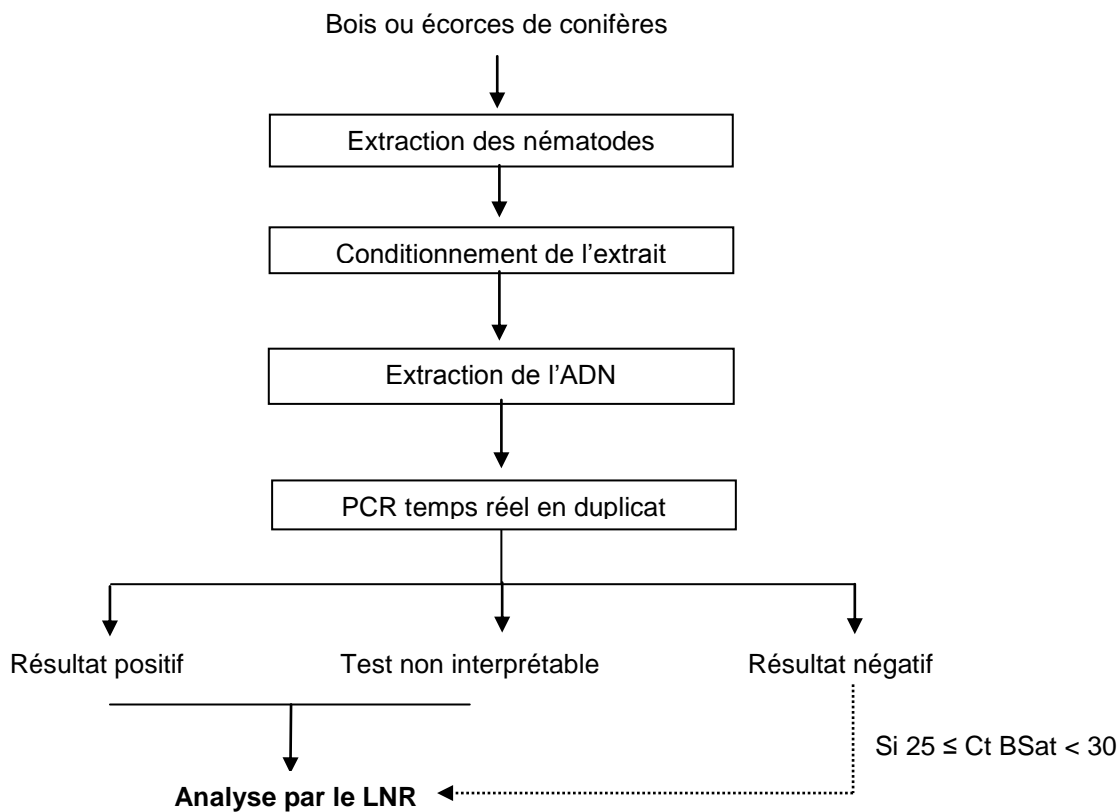 Bois ou écorces de conifères
Extraction des nématodes
Conditionnement de l’extrait
Extraction de l’ADN
PCR temps réel en duplicat
Résultat positif
Test non interprétable
Résultat négatif
Si 25 ≤ Ct BSat < 30
Analyse par le LNR